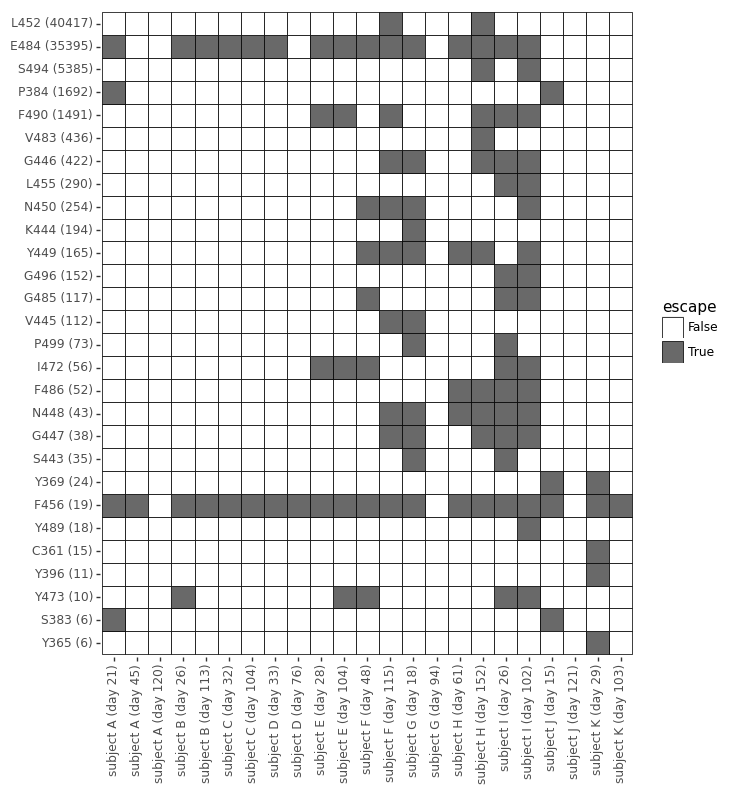 L452 (40417)
E484 (35395)
S494 (5385)
P384 (1692)
F490 (1491)
V483 (436)
G446 (422)
L455 (290)
N450 (254)
K444 (194)
Y449 (165)
G496 (152)
G485 (117)
V445 (112)
P499 (73)
I472 (56)
F486 (52)
N448 (43)
G447 (38)
S443 (35)
Y369 (24)
F456 (19)
Y489 (18)
C361 (15)
Y396 (11)
Y473 (10)
S383 (6)
Y365 (6)
subject A (day 21)
subject A (day 45)
subject A (day 120)
subject B (day 26)
subject B (day 113)
subject C (day 32)
subject C (day 104)
subject D (day 33)
subject D (day 76)
subject E (day 28)
subject E (day 104)
subject F (day 48)
subject F (day 115)
subject G (day 18)
subject G (day 94)
subject H (day 61)
subject H (day 152)
subject I (day 26)
subject I (day 102)
subject J (day 15)
subject J (day 121)
subject K (day 29)
subject K (day 103)
escape
False
True